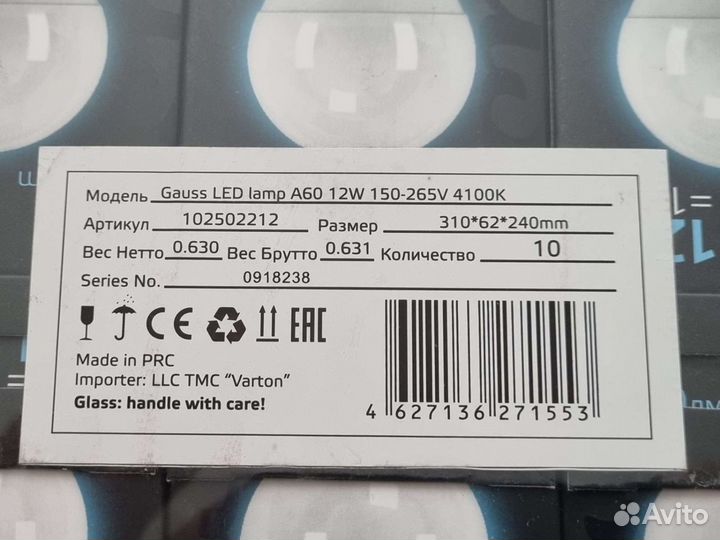 Модель Gauss LED lamp A60 12W 150-265V 4100K
Артикул 102502212 Размер 310*62*240mm
Вес Нетто 0.630 Вес Брутто 0.631 Количество 10
Series No. 0918238
CE EAC
Made in PRC
Importer: LLC TMC “Varton”
Glass: handle with care!
4 627136 271553
12
Avito